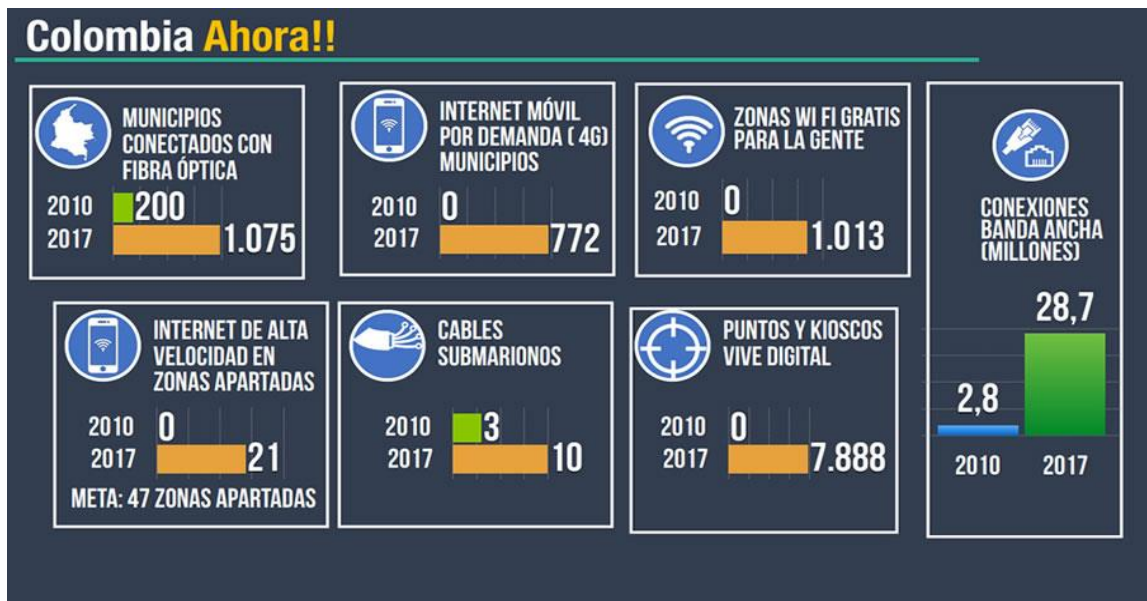 Colombia Ahora!!
MUNICIPIOS
CONECTADOS CON
FIBRA ÓPTICA
2010 200
2017 1.075
INTERNET MÓVIL
POR DEMANDA ( 4G)
MUNICIPIOS
2010 0
2017 772
ZONAS WI FI GRATIS
PARA LA GENTE
2010 0
2017 1.013
CONEXIONES
BANDA ANCHA
(MILLONES)
28,7
2,8
2010 2017
INTERNET DE ALTA
VELOCIDAD EN
ZONAS APARTADAS
2010 0
2017 21
META: 47 ZONAS APARTADAS
CABLES
SUBMARIONOS
2010 3
2017 10
PUNTOS Y KIOSCOS
VIVE DIGITAL
2010 0
2017 7.888